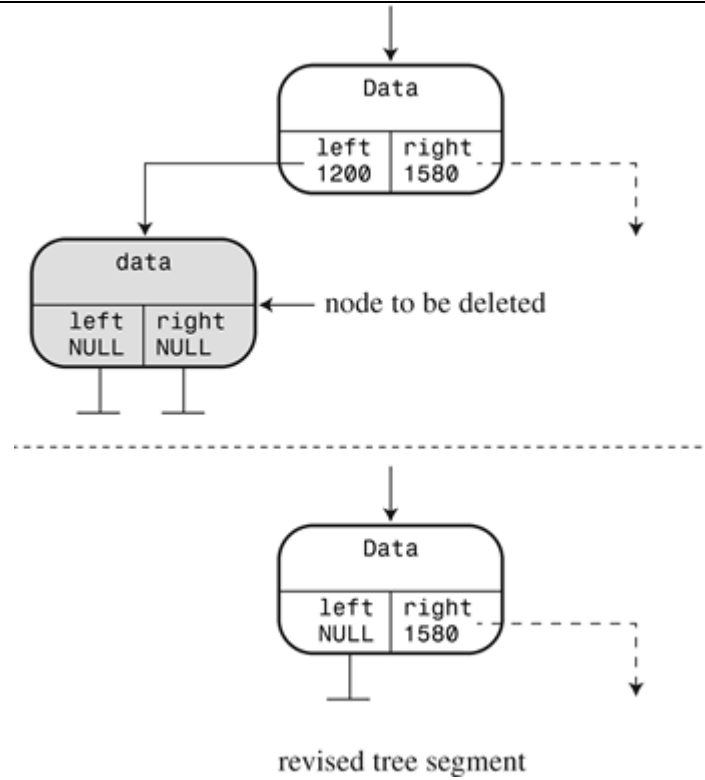 Data
left right
1200 1580
data
node to be deleted
left right
NULL NULL
Data
left right
NULL 1580
revised tree segment